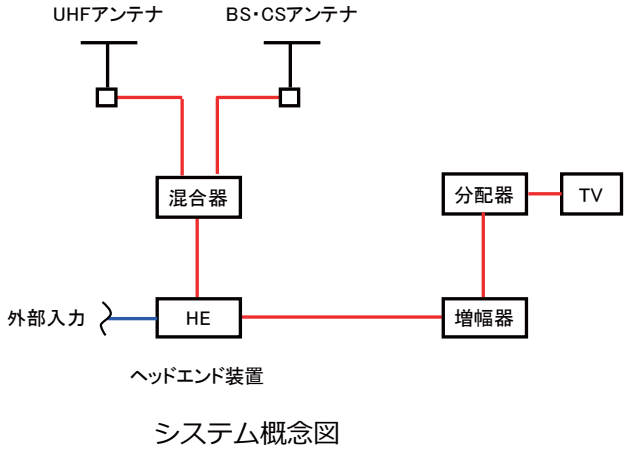 UHFアンテナ
BS・CSアンテナ
混合器
分配器
TV
外部入力
HE
増幅器
ヘッドエンド装置
システム概念図